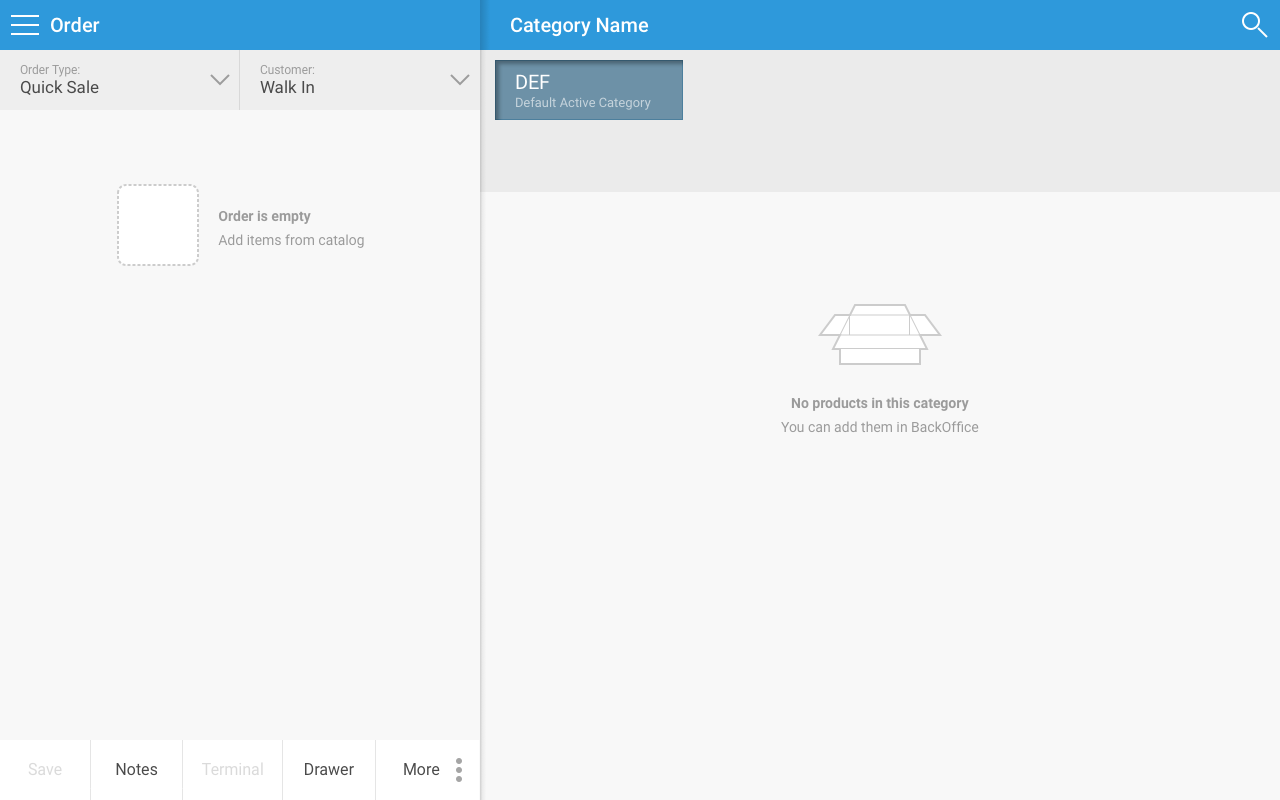 Order
Category Name
Order Type:
Quick Sale
Customer:
Walk In
DEF
Default Active Category
Order is empty
Add items from catalog
No products in this category
You can add them in BackOffice
Save
Notes
Terminal
Drawer
More